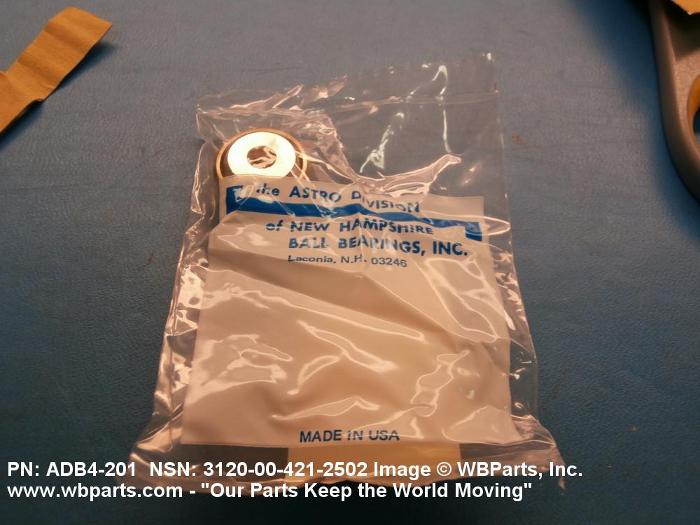 the ASTRO DIVISION
of NEW HAMPSHIRE
BALL BEARINGS, INC.
Laconia, N.H. 03246
MADE IN USA
PN: ADB4-201 NSN: 3120-00-421-2502 Image © WBParts, Inc.
www.wbparts.com - "Our Parts Keep the World Moving"